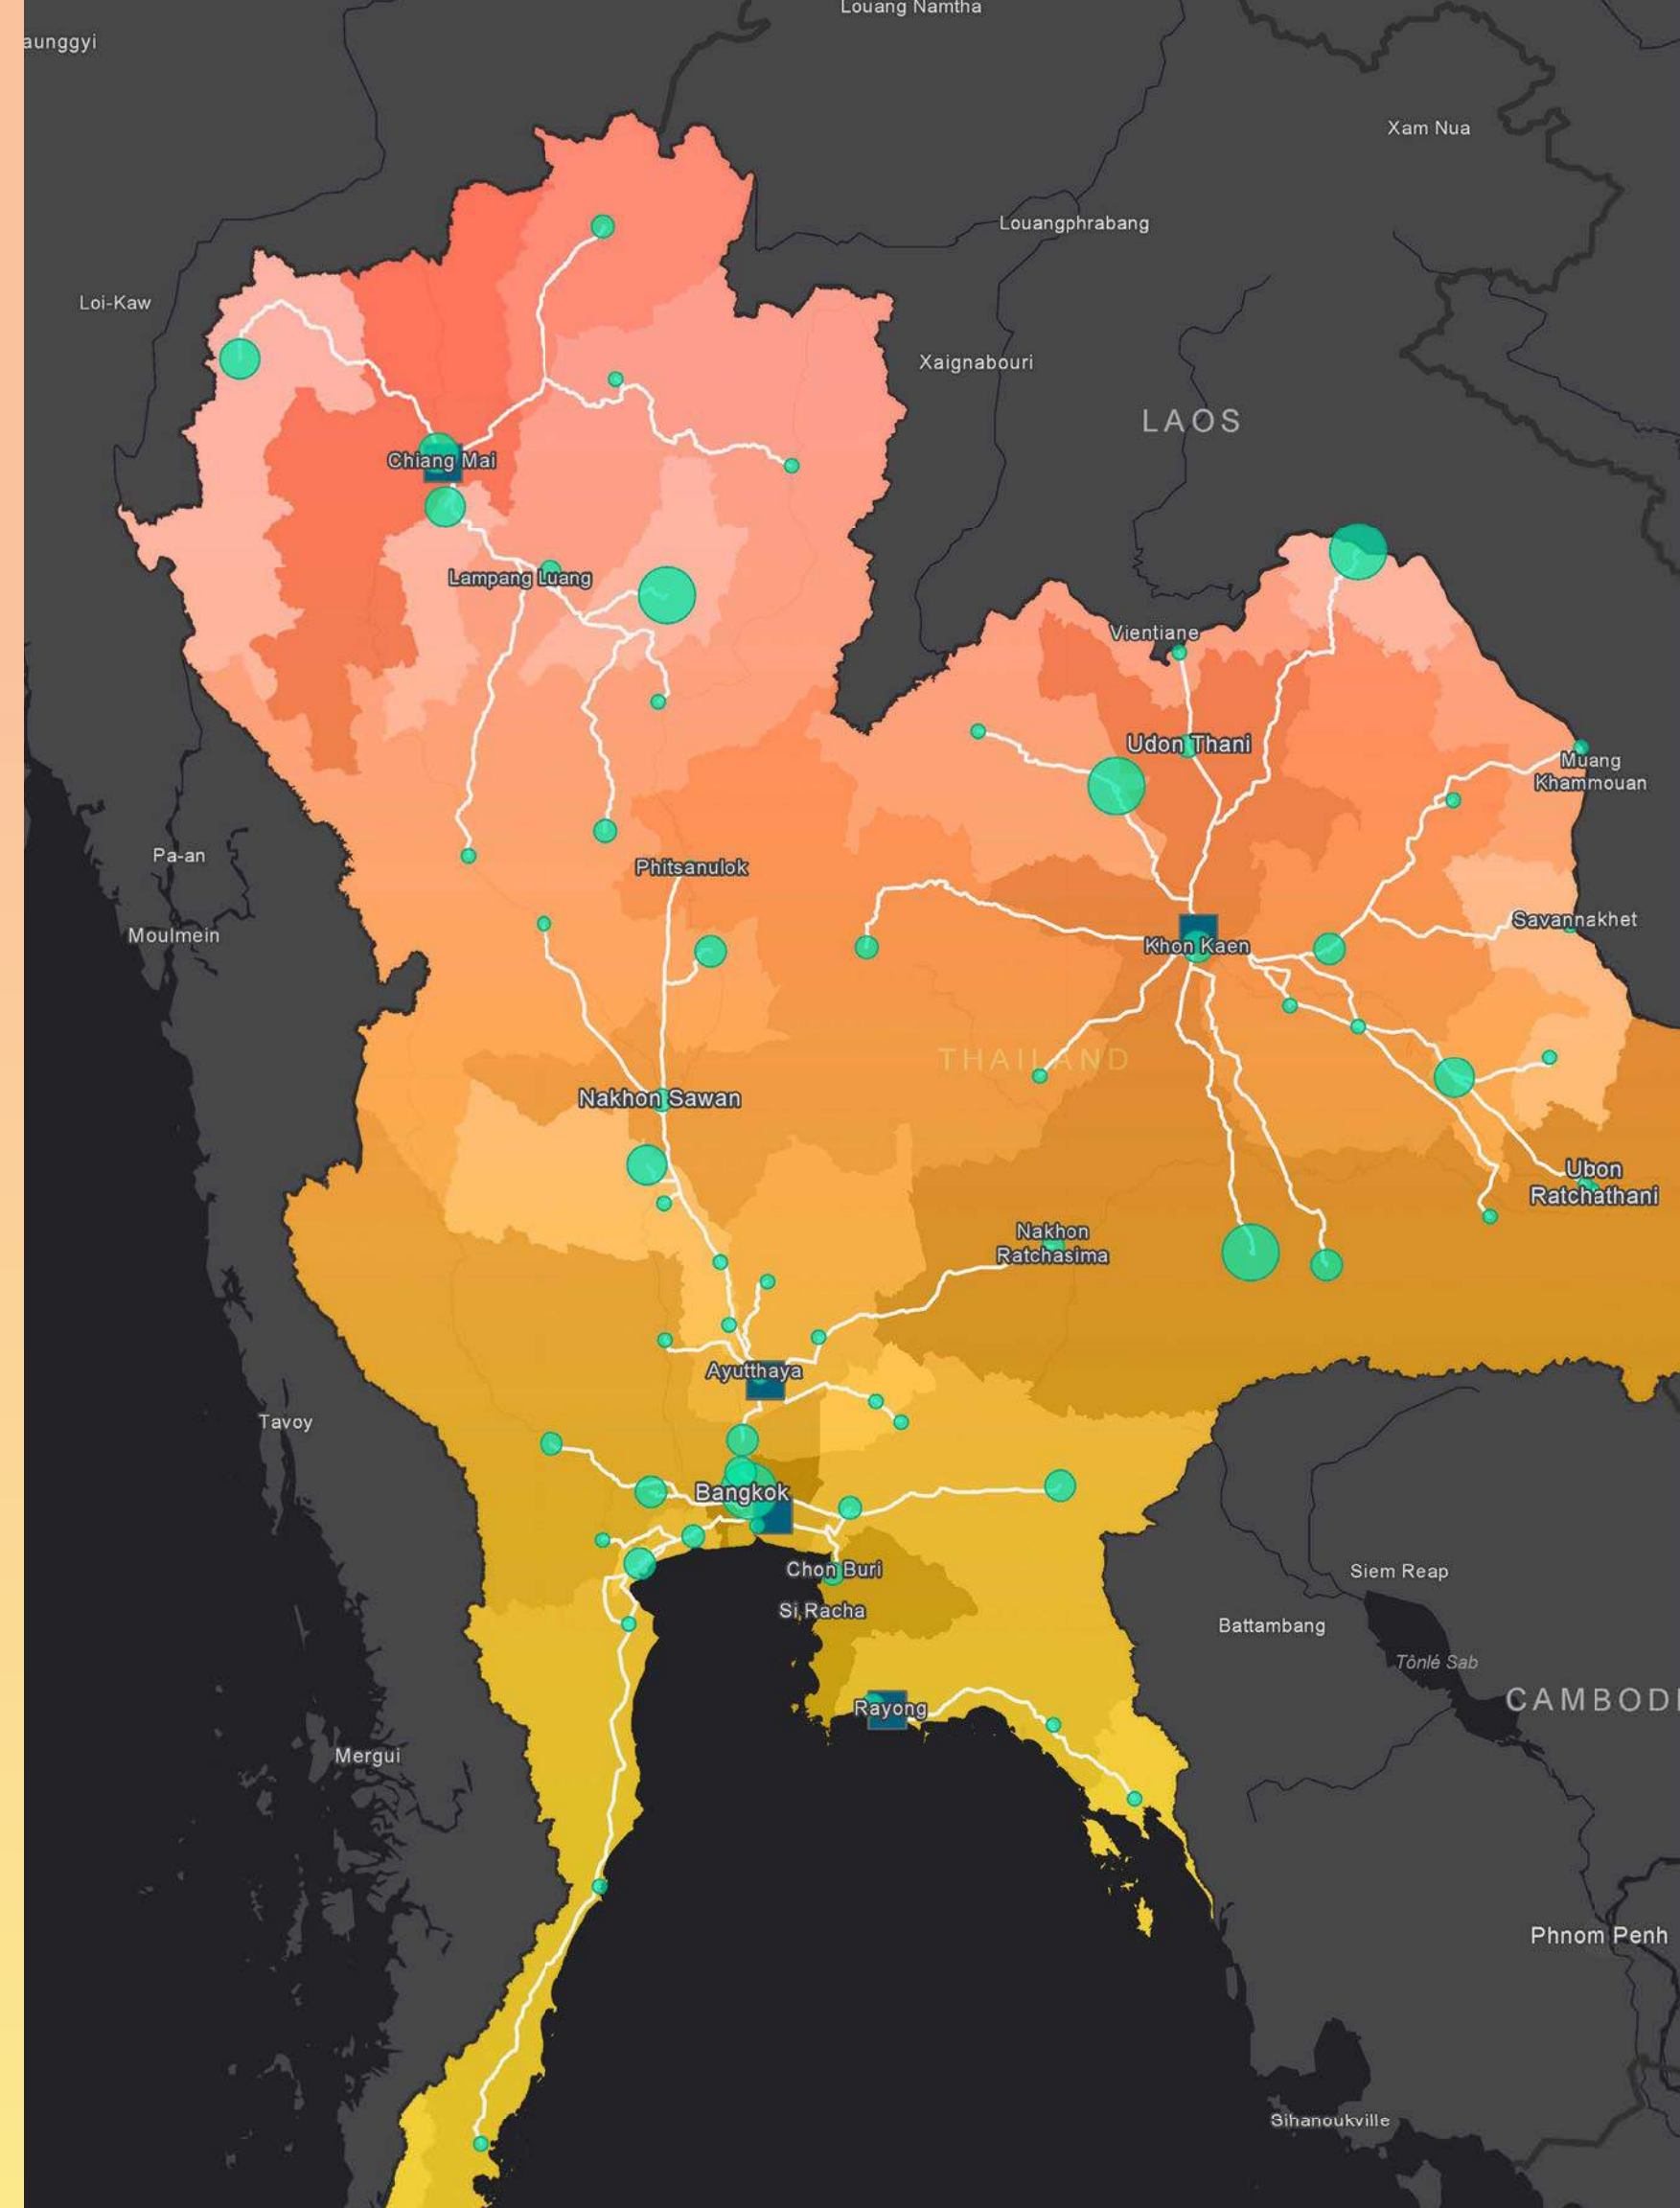 Louang Namtha
aunggyi
Xam Nua
Louangphrabang
Loi-Kaw
Xaignabouri
LAOS
Chiang Mai
Lampang Luang
Vientiane
Udon Thani
Muang
Khammouan
Pa-an
Phitsanulok
Moulmein
Savannakhet
Khon Kaen
THAILAND
Nakhon Sawan
Ubon
Ratchathani
Nakhon
Ratchasima
Ayutthaya
Tavoy
Bangkok
Chon Buri
Siem Reap
Si Racha
Battambang
Tônlé Sab
CAMBODI
Rayong
Mergui
Phnom Penh
Sihanoukville